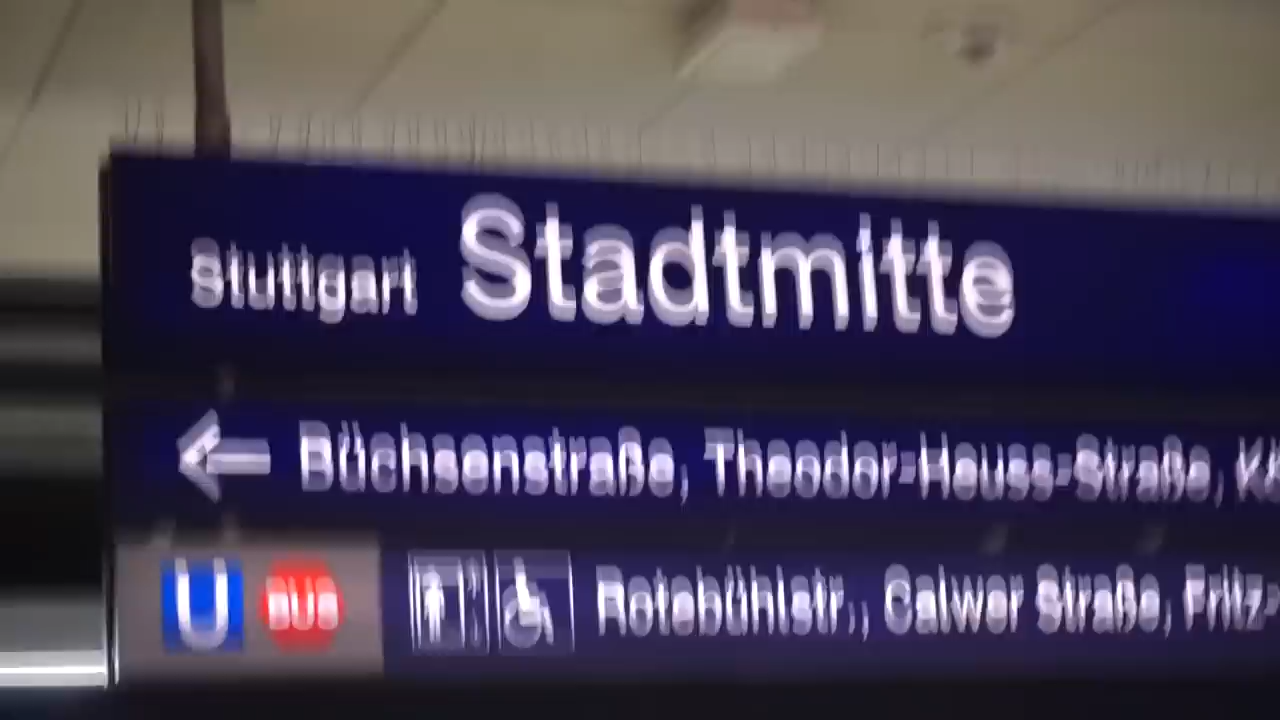 Stuttgart Stadtmitte
← Büchsenstraße, Theodor-Heuss-Straße,
U BUS Rotebühlstr., Calwer Straße, Fritz-